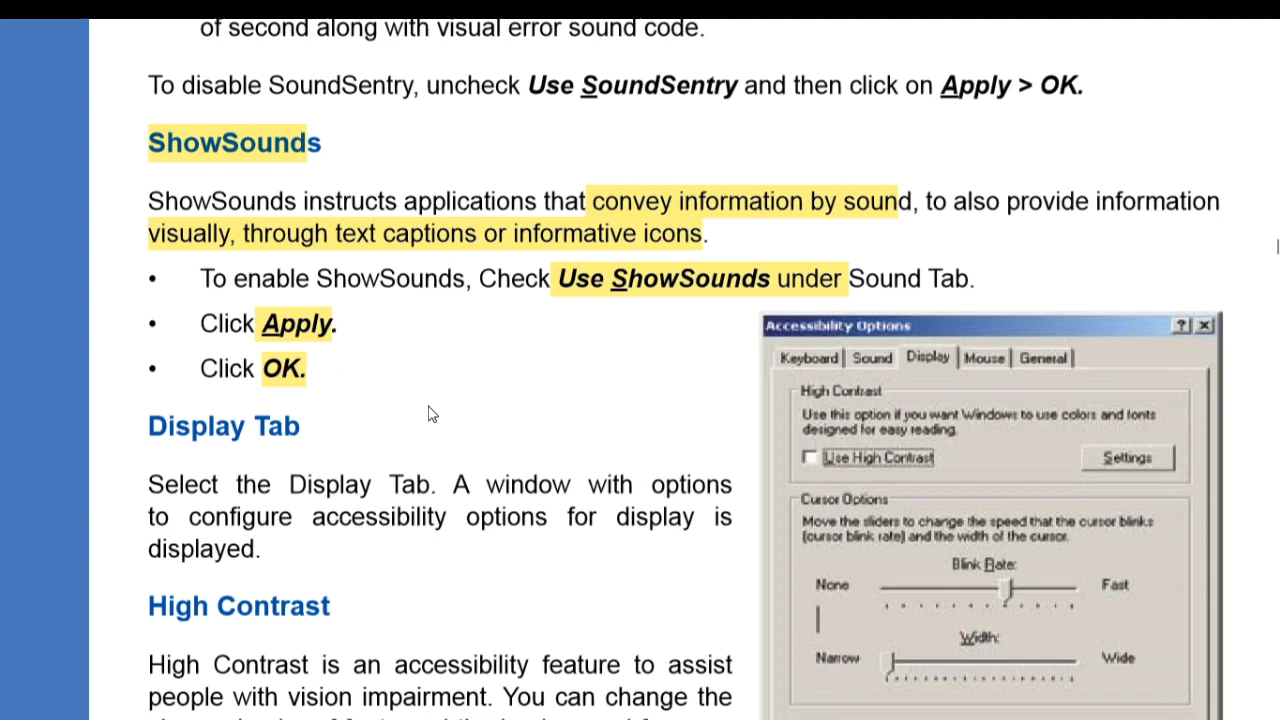 of second along with visual error sound code.
To disable SoundSentry, uncheck Use SoundSentry and then click on Apply > OK.
ShowSounds
ShowSounds instructs applications that convey information by sound, to also provide information
visually, through text captions or informative icons.
• To enable ShowSounds, Check Use ShowSounds under Sound Tab.
• Click Apply.
• Click OK.
Display Tab
Select the Display Tab. A window with options
to configure accessibility options for display is
displayed.
High Contrast
High Contrast is an accessibility feature to assist
people with vision impairment. You can change the
Accessibility Options
Keyboard Sound Display Mouse General
High Contrast
Use this option if you want Windows to use colors and fonts
designed for easy reading.
Use High Contrast Settings
Cursor Options
Move the sliders to change the speed that the cursor blinks
(cursor blink rate) and the width of the cursor.
Blink Rate:
None Fast
Width:
Narrow Wide